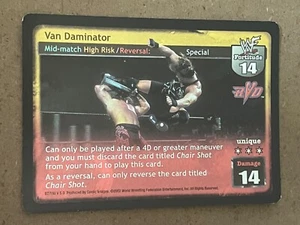 Van Daminator
Mid-match High Risk / Reversal: Special
WF
Fortitude
14
RVD
Can only be played after a 4D or greater maneuver
and you must discard the card titled Chair Shot
from your hand to play this card.
As a reversal, can only reverse the card titled
Chair Shot.
unique
Damage
14